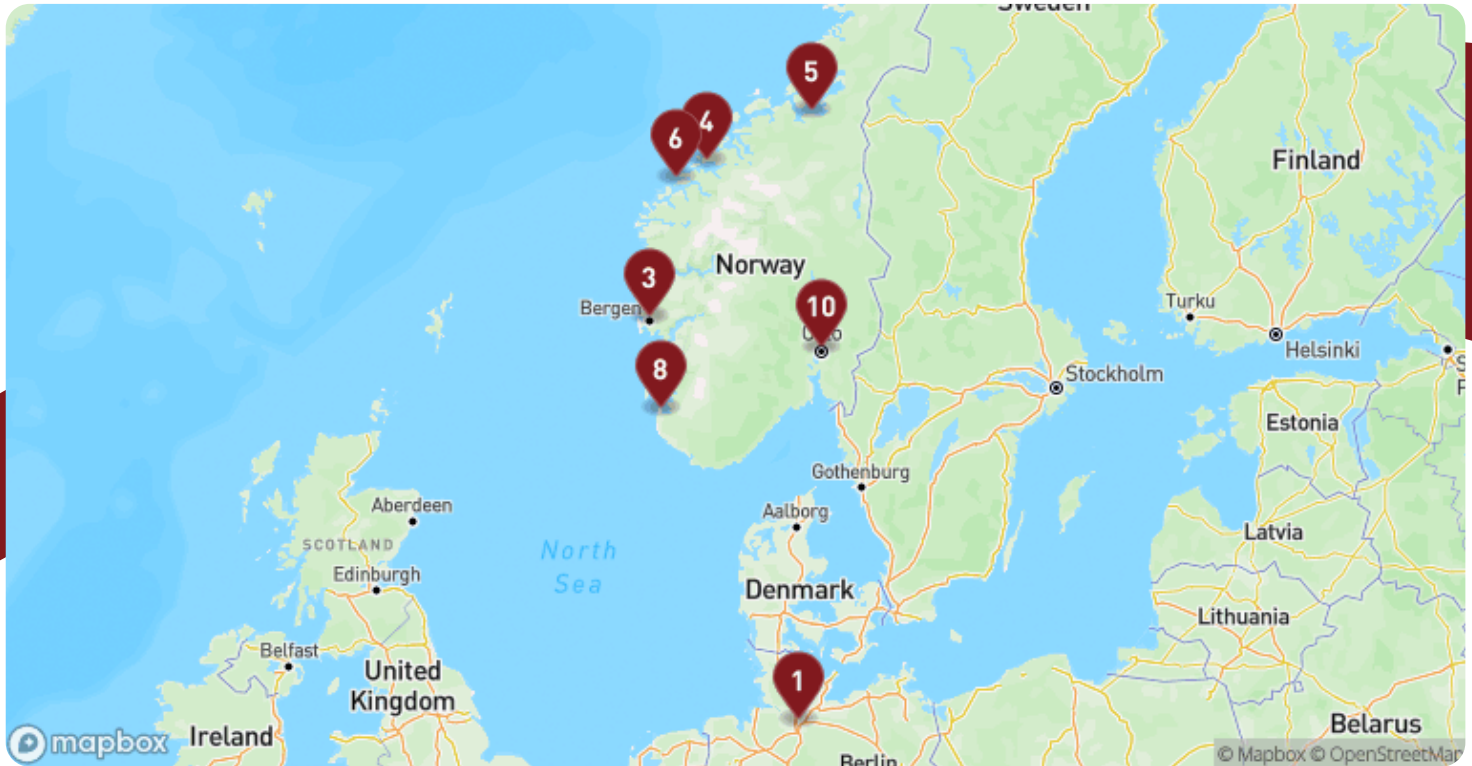 Sweden
5
4
6
Finland
Norway
3
Bergen
10
Turku
Helsinki
8
Stockholm
Estonia
Gothenburg
Aberdeen
Aalborg
Latvia
SCOTLAND
North
Sea
Edinburgh
Denmark
Lithuania
Belfast
United
Kingdom
1
Ireland
Belarus
mapbox
© Mapbox © OpenStreetMap
Berlin